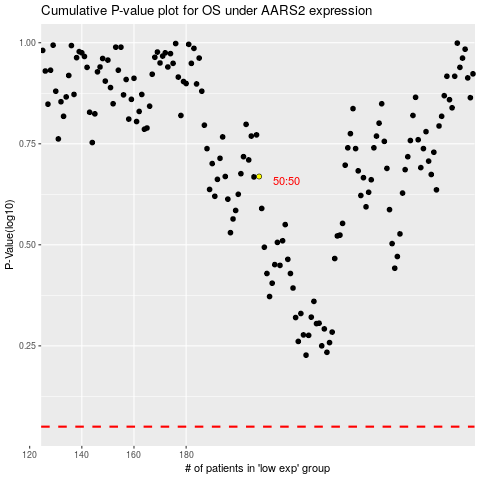 Cumulative P-value plot for OS under AARS2 expression
1.00
0.75
0.50
0.25
P-Value(log10)
50:50
120 140 160 180
# of patients in 'low exp' group